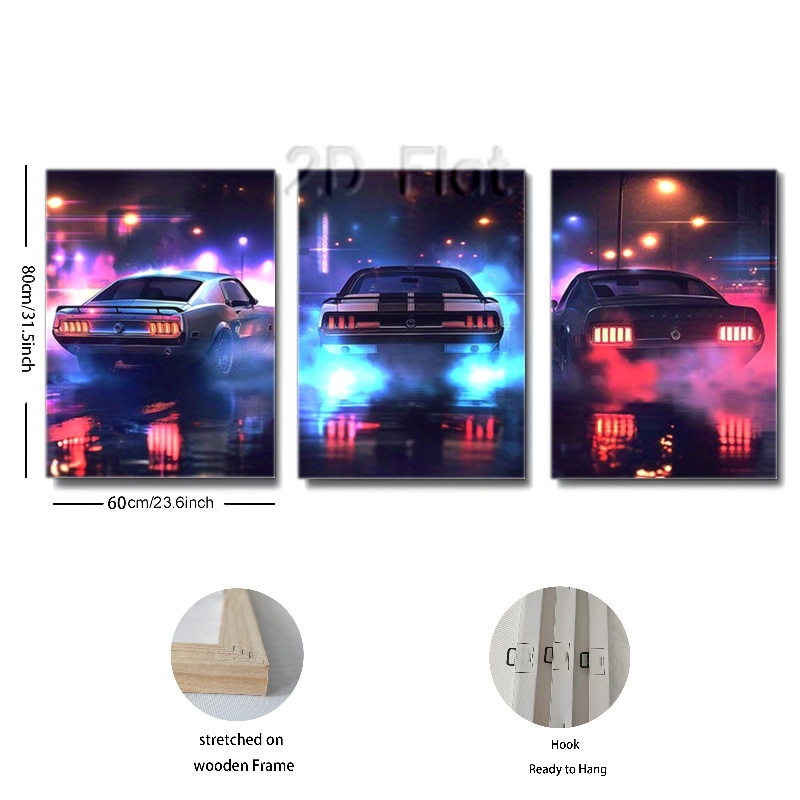 2D Flat
80cm/31.5inch
60cm/23.6inch
stretched on
wooden Frame
Hook
Ready to Hang